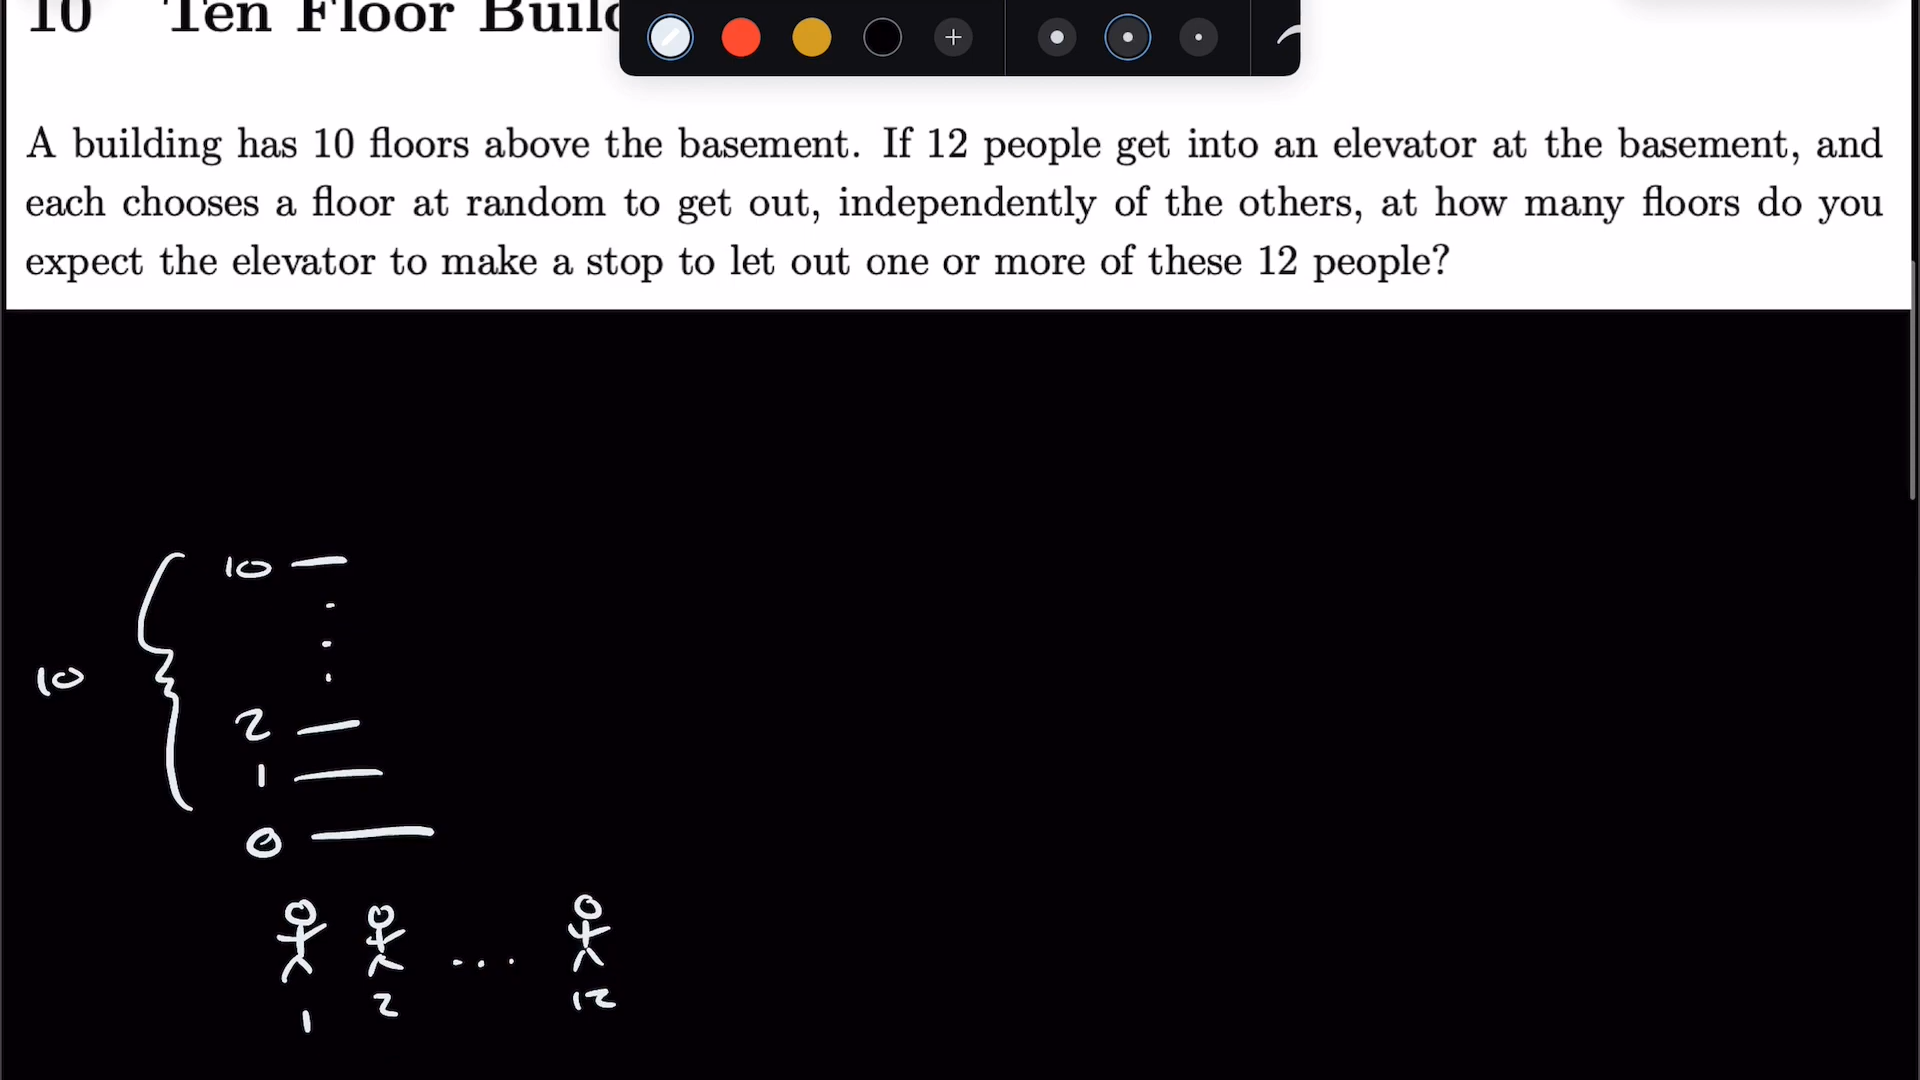 10 Ten Floor
A building has 10 floors above the basement. If 12 people get into an elevator at the basement, and
each chooses a floor at random to get out, independently of the others, at how many floors do you
expect the elevator to make a stop to let out one or more of these 12 people?
10
10
2
1
0
...
1 2 12